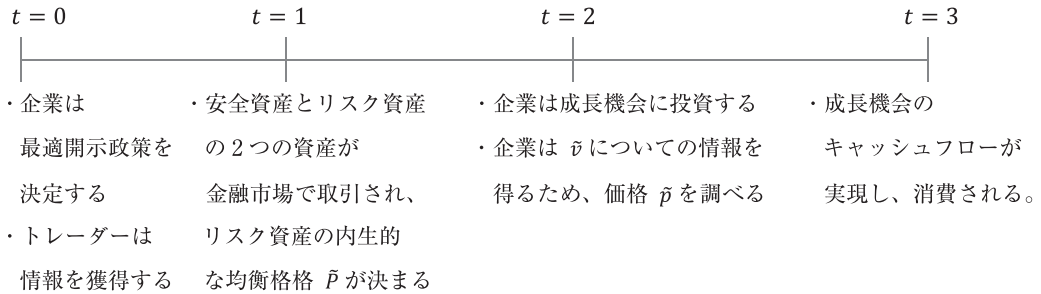 t = 0
t = 1
t = 2
t = 3
・企業は
最適開示政策を
決定する
・トレーダーは
情報を獲得する
・安全資産とリスク資産
の２つの資産が
金融市場で取引され、
リスク資産の内生的
な均衡格格 P̃ が決まる
・企業は成長機会に投資する
・企業は ṽ についての情報を
得るため、価格 p̃ を調べる
・成長機会の
キャッシュフローが
実現し、消費される。